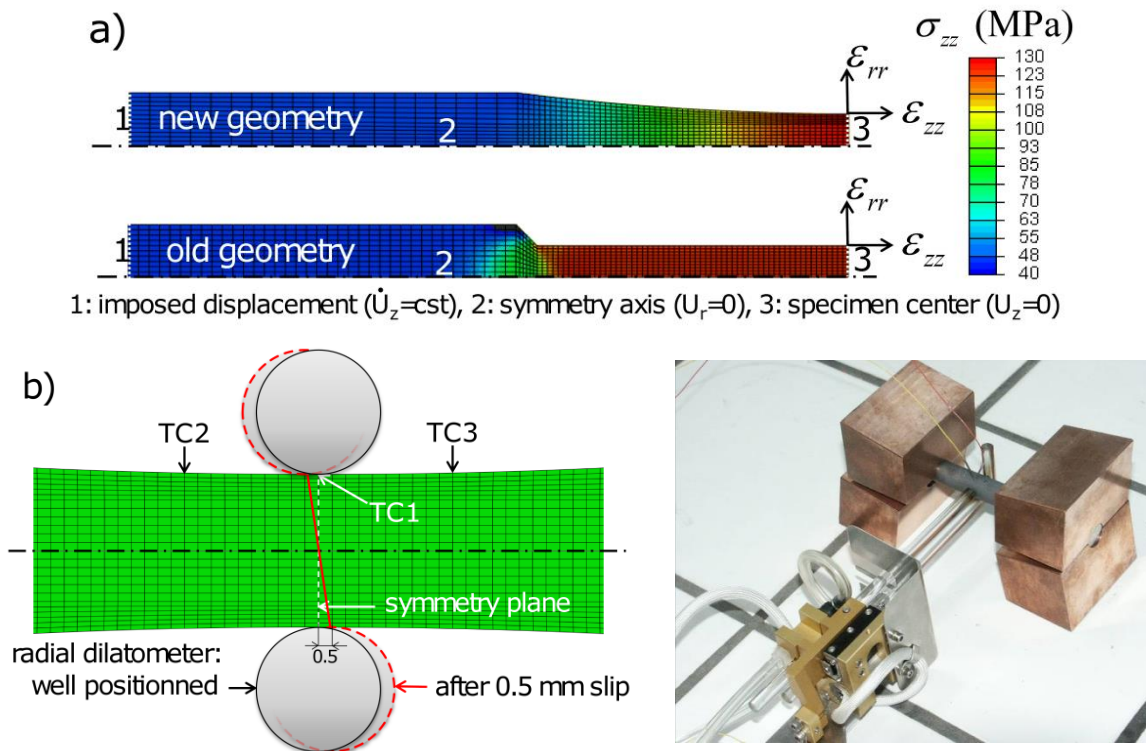 a)
σzz (MPa)
130
123
115
108
100
93
85
78
70
63
55
48
40
εrr
1 new geometry 2 3 εzz
εrr
1 old geometry 2 3 εzz
1: imposed displacement (U̇z=cst), 2: symmetry axis (Ur=0), 3: specimen center (Uz=0)
b)
TC2 TC3
TC1
symmetry plane
0.5
radial dilatometer:
well positionned
after 0.5 mm slip